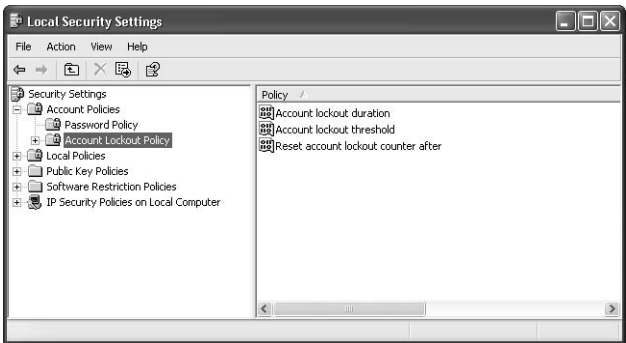 Local Security Settings
File Action View Help
Security Settings
Account Policies
Password Policy
Account Lockout Policy
Local Policies
Public Key Policies
Software Restriction Policies
IP Security Policies on Local Computer
Policy
Account lockout duration
Account lockout threshold
Reset account lockout counter after